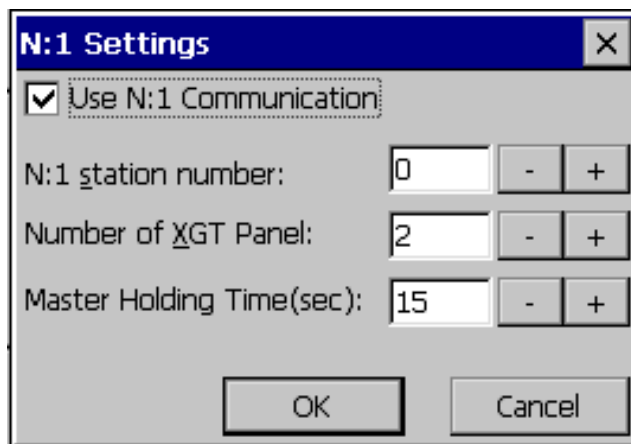 N:1 Settings
Use N:1 Communication
N:1 station number: 0 - +
Number of XGT Panel: 2 - +
Master Holding Time(sec): 15 - +
OK Cancel